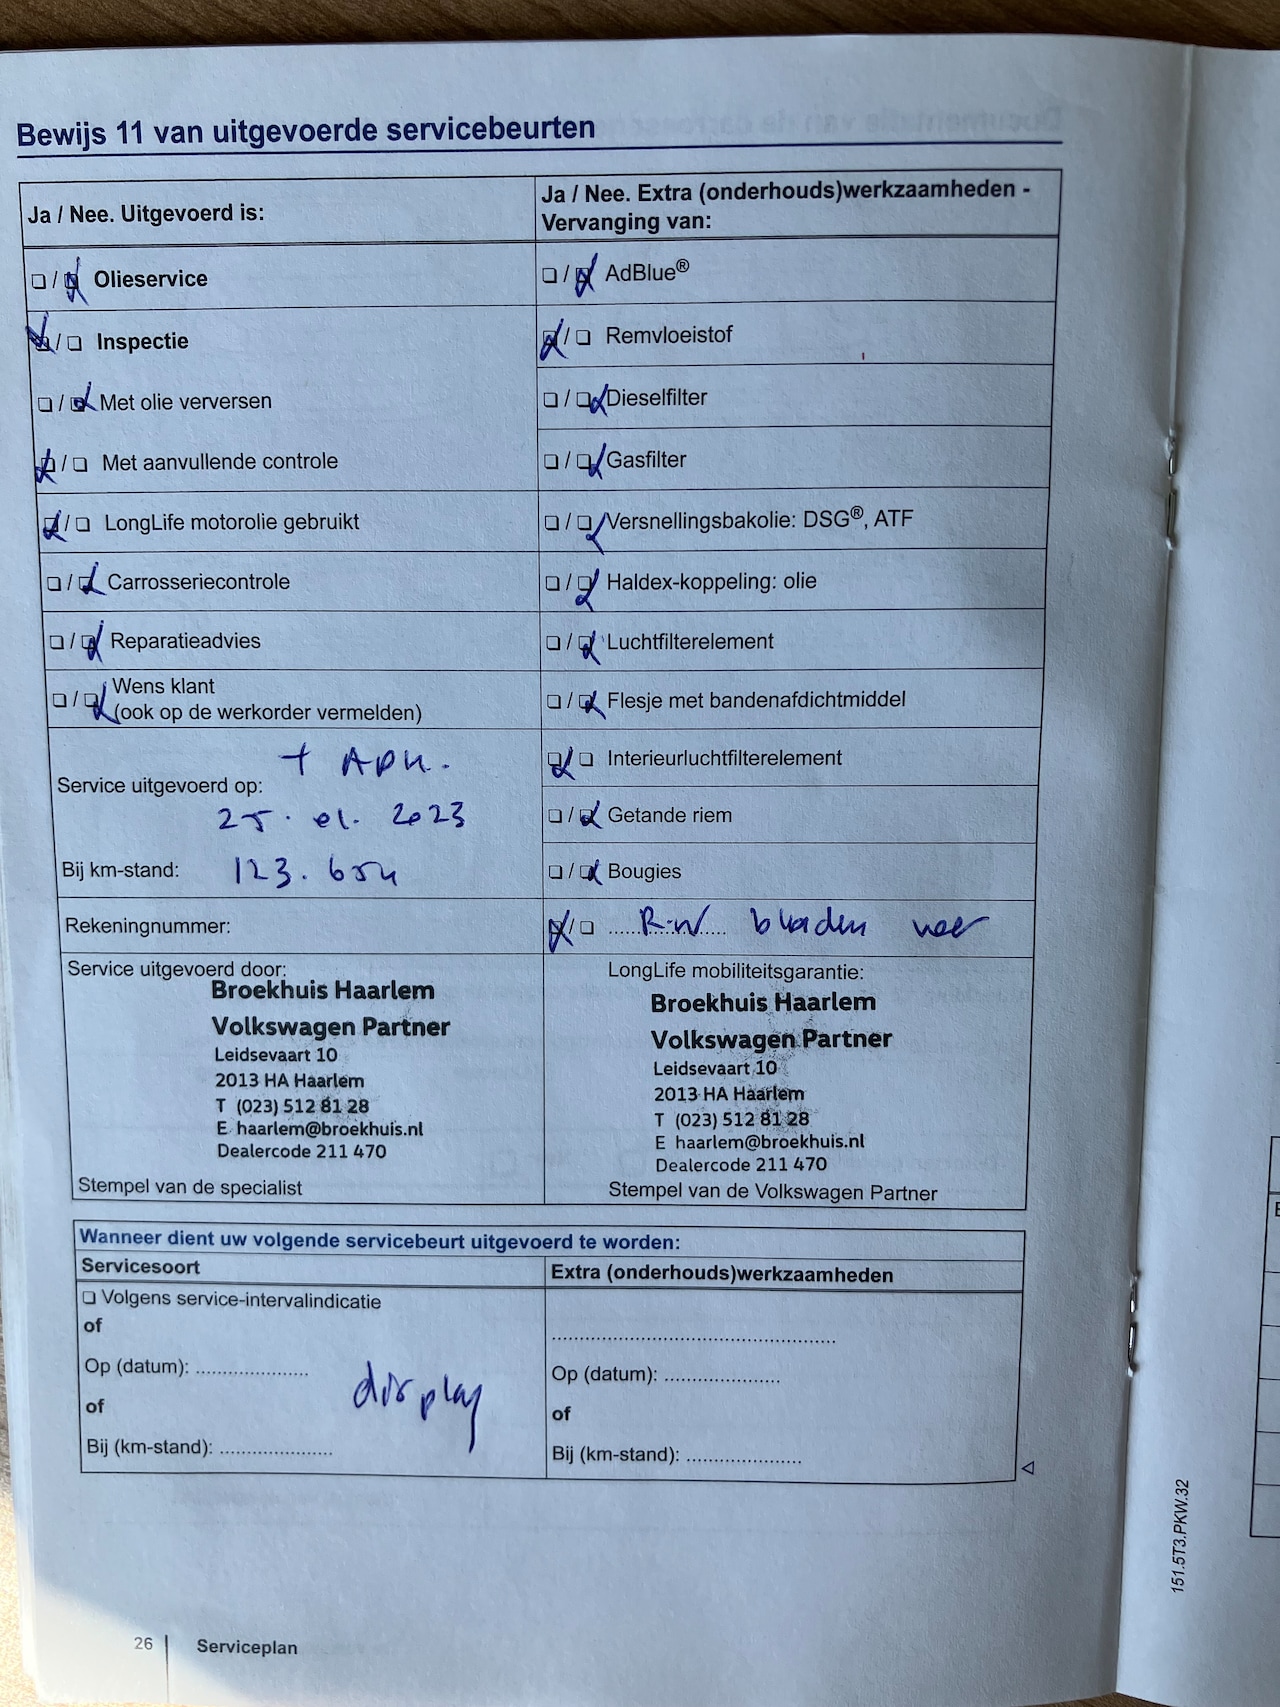 Bewijs 11 van uitgevoerde servicebeurten
Ja / Nee. Uitgevoerd is:
☐ / ☒ Olieservice
☒ / ☐ Inspectie
☐ / ☒ Met olie verversen
☒ / ☐ Met aanvullende controle
☒ / ☐ LongLife motorolie gebruikt
☐ / ☒ Carrosseriecontrole
☐ / ☒ Reparatieadvies
☐ / ☒ Wens klant
(ook op de werkorder vermelden)
+ APK.
Service uitgevoerd op:
25. 01. 2023
Bij km-stand: 123.654
Rekeningnummer:
Service uitgevoerd door:
Broekhuis Haarlem
Volkswagen Partner
Leidsevaart 10
2013 HA Haarlem
T (023) 512 81 28
E haarlem@broekhuis.nl
Dealercode 211 470
Stempel van de specialist
Ja / Nee. Extra (onderhouds)werkzaamheden -
Vervanging van:
☐ / ☒ AdBlue®
☒ / ☐ Remvloeistof
☐ / ☒ Dieselfilter
☐ / ☒ Gasfilter
☐ / ☒ Versnellingsbakolie: DSG®, ATF
☐ / ☒ Haldex-koppeling: olie
☐ / ☒ Luchtfilterelement
☐ / ☒ Flesje met bandenafdichtmiddel
☒ / ☐ Interieurluchtfilterelement
☐ / ☒ Getande riem
☐ / ☒ Bougies
☒ / ☐ R.W bladen
LongLife mobiliteitsgarantie:
Broekhuis Haarlem
Volkswagen Partner
Leidsevaart 10
2013 HA Haarlem
T (023) 512 81 28
E haarlem@broekhuis.nl
Dealercode 211 470
Stempel van de Volkswagen Partner
Wanneer dient uw volgende servicebeurt uitgevoerd te worden:
Servicesoort
☐ Volgens service-intervalindicatie
of
Op (datum): ....................
display
of
Bij (km-stand): ....................
Extra (onderhouds)werkzaamheden
..................................................
Op (datum): ....................
of
Bij (km-stand): ....................
151.5T3.PKW.32
26 Serviceplan